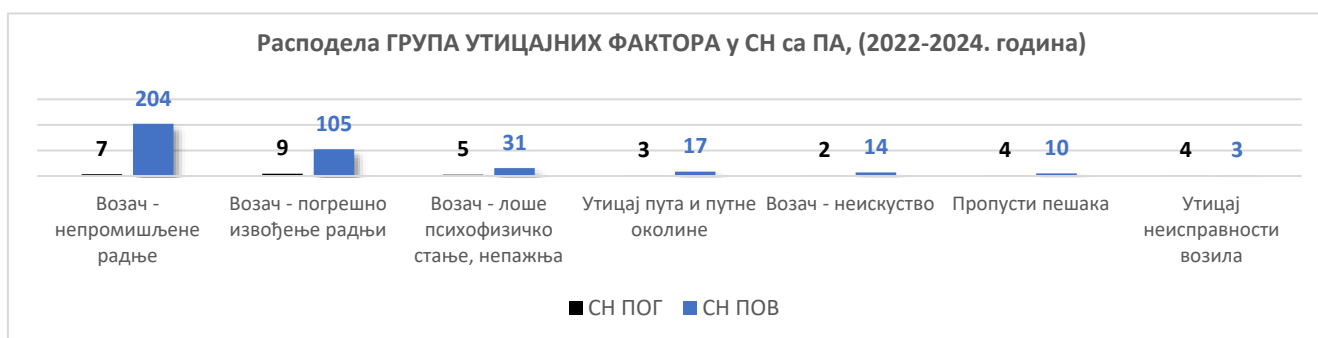 Расподела ГРУПА УТИЦАЈНИХ ФАКТОРА у СН са ПА, (2022-2024. година)
7 204 9 105 5 31 3 17 2 14 4 10 4 3
Возач - непромишљене радње
Возач - погрешно извођење радњи
Возач - лоше психофизичко стање, непажња
Утицај пута и путне околине
Возач - неискуство
Пропусти пешака
Утицај неисправности возила
СН ПОГ СН ПОВ